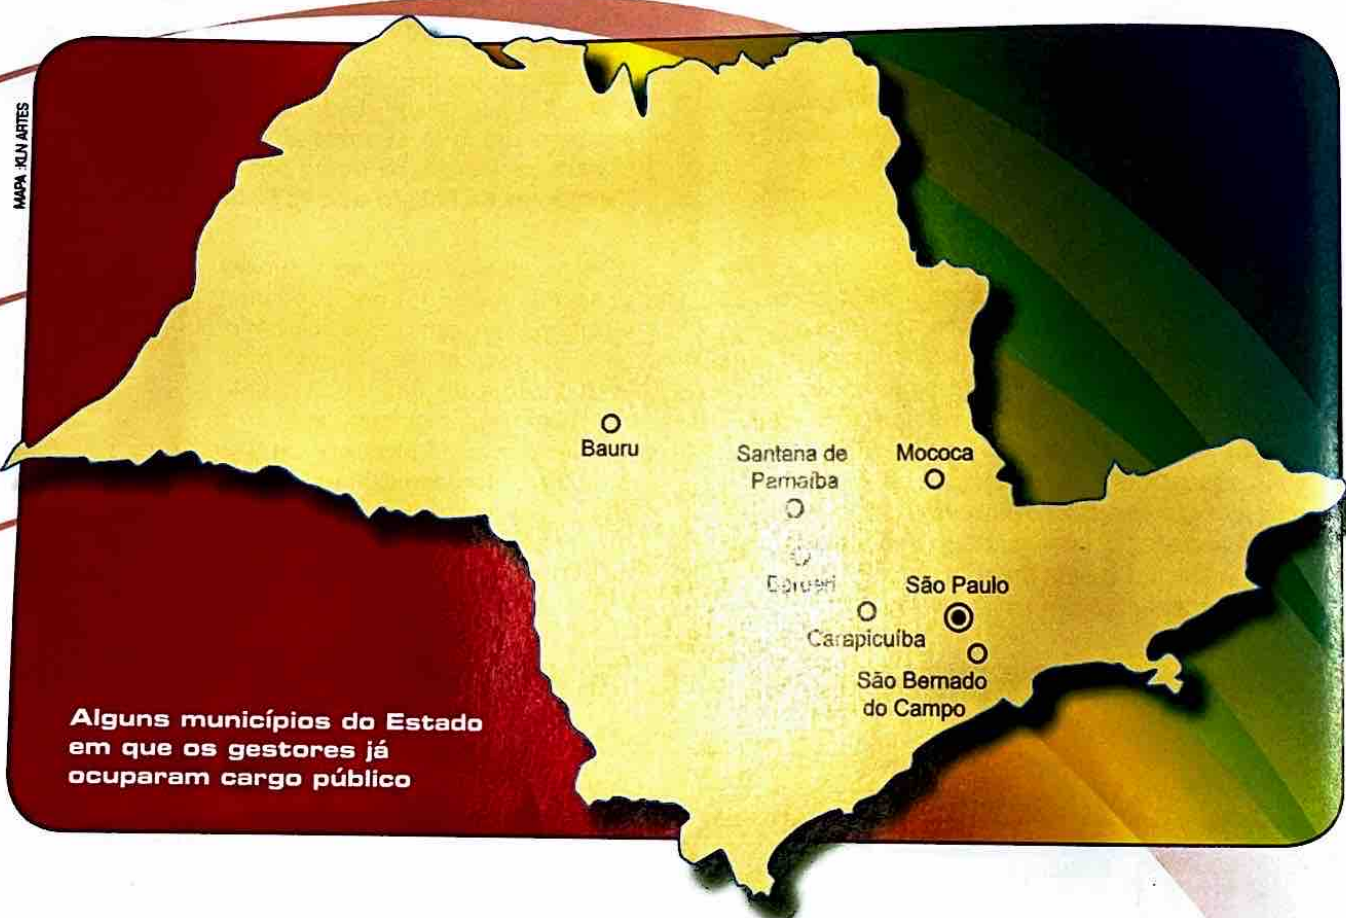 MAPA :KLN ARTES
Bauru
Santana de
Parnaíba
Mococa
São Paulo
Carapicuíba
São Bernado
do Campo
Alguns municípios do Estado
em que os gestores já
ocuparam cargo público